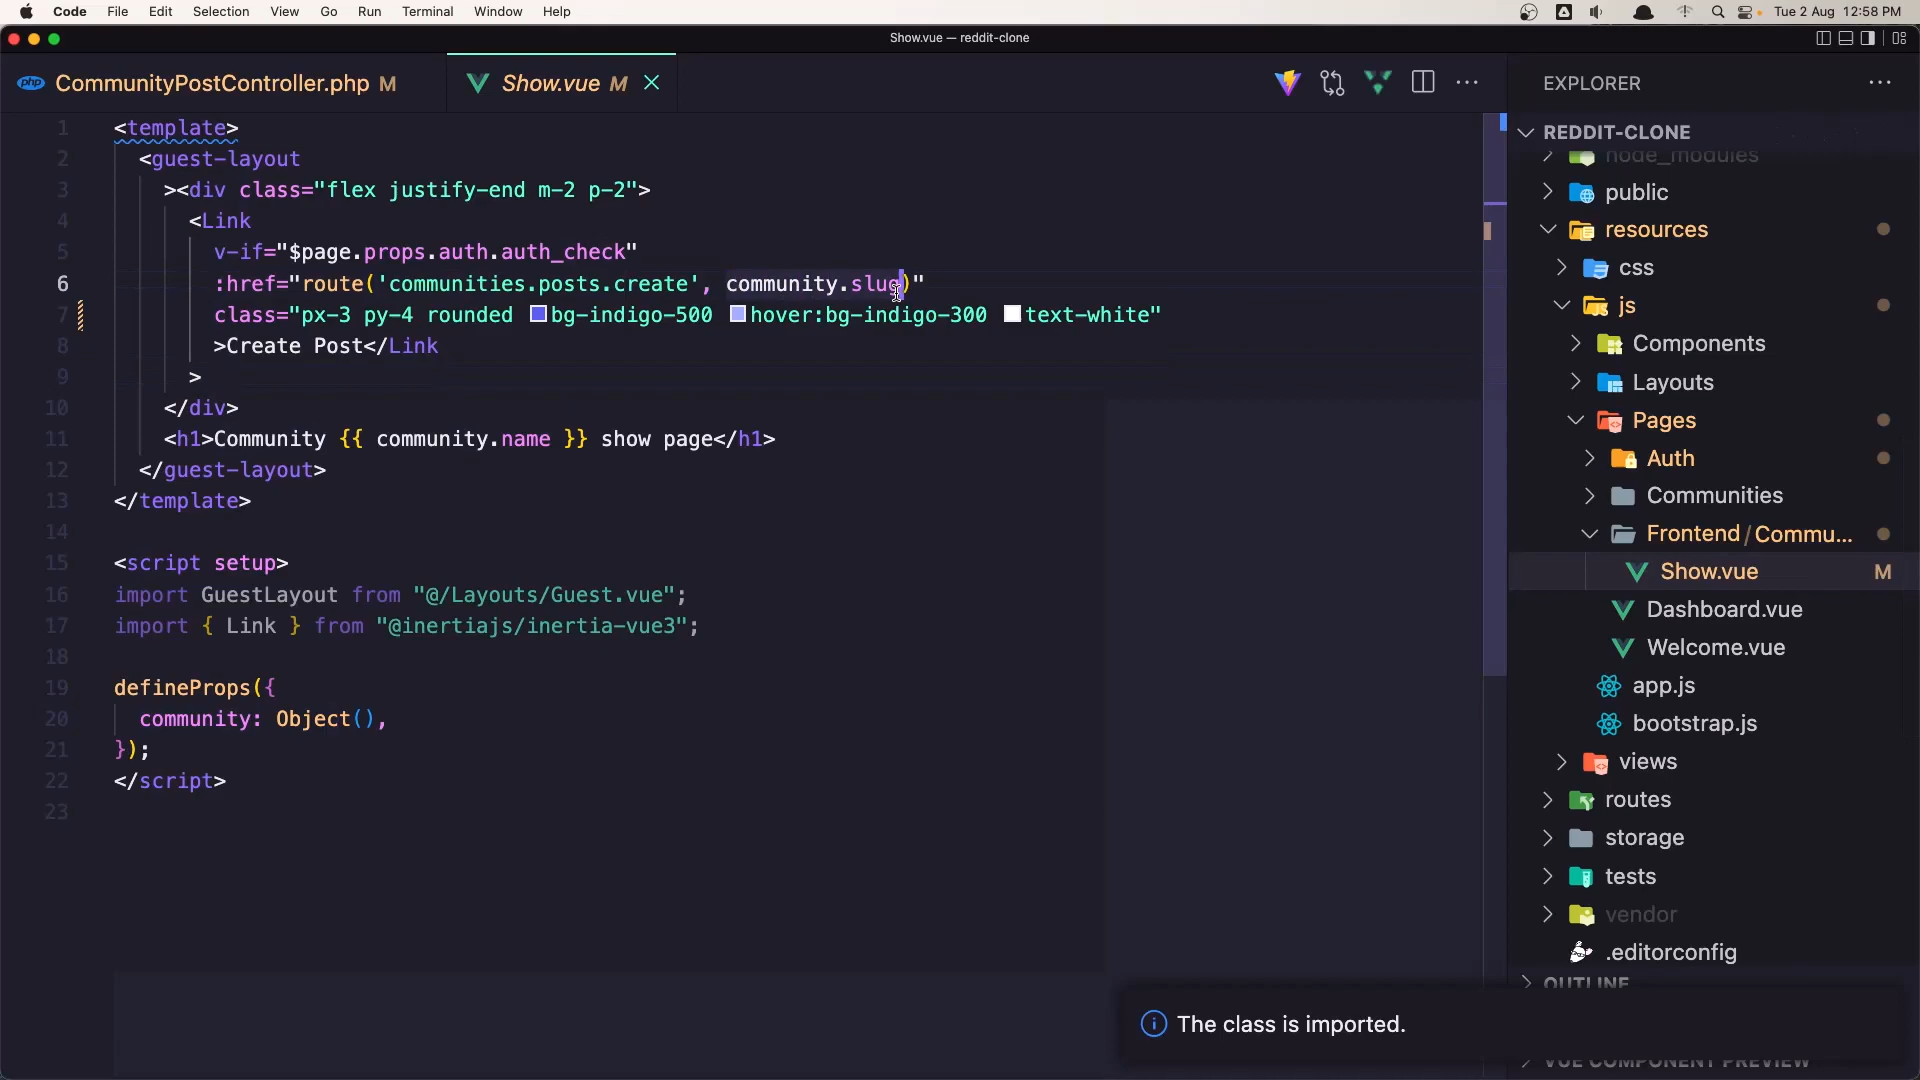 Code File Edit Selection View Go Run Terminal Window Help Tue 2 Aug 12:58 PM
Show.vue — reddit-clone
php CommunityPostController.php M Show.vue M
EXPLORER
1 <template>
2 <guest-layout
3 ><div class="flex justify-end m-2 p-2">
4 <Link
5 v-if="$page.props.auth.auth_check"
6 :href="route('communities.posts.create', community.slug)"
7 class="px-3 py-4 rounded bg-indigo-500 hover:bg-indigo-300 text-white"
8 >Create Post</Link
9 >
10 </div>
11 <h1>Community {{ community.name }} show page</h1>
12 </guest-layout>
13 </template>
14
15 <script setup>
16 import GuestLayout from "@/Layouts/Guest.vue";
17 import { Link } from "@inertiajs/inertia-vue3";
18
19 defineProps({
20 community: Object(),
21 });
22 </script>
23
REDDIT-CLONE
node_modules
public
resources
css
js
Components
Layouts
Pages
Auth
Communities
Frontend/Commu...
Show.vue M
Dashboard.vue
Welcome.vue
app.js
bootstrap.js
views
routes
storage
tests
vendor
.editorconfig
OUTLINE
The class is imported.
VUE COMPONENT PREVIEW